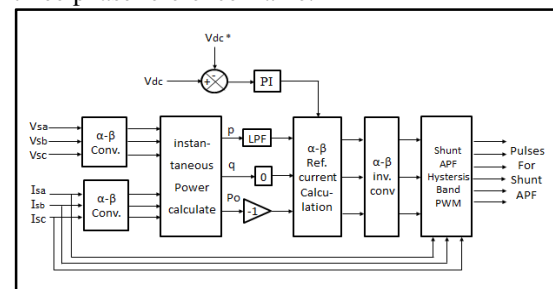 Vdc *
Vdc
+
-
PI
Vsa
Vsb
Vsc
α-β
Conv.
Isa
Isb
Isc
α-β
Conv.
instan-
taneous
Power
calculate
p
LPF
q
0
Po
-1
α-β
Ref.
current
Calcu-
lation
α-β
inv.
conv
Shunt
APF
Hystersis
Band
PWM
Pulses
For
Shunt
APF